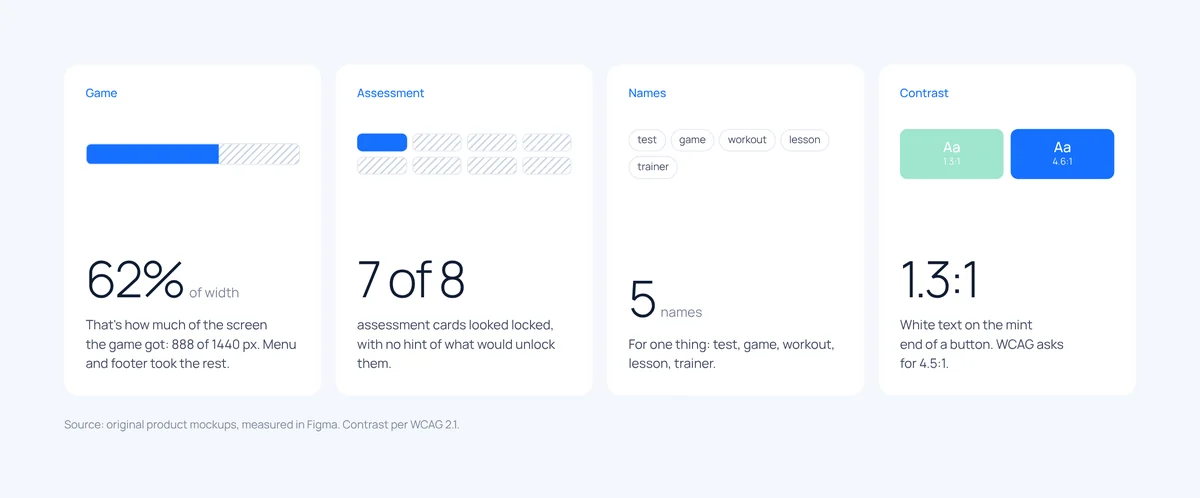 Game
62% of width
That's how much of the screen
the game got: 888 of 1440 px. Menu
and footer took the rest.
Assessment
7 of 8
assessment cards looked locked,
with no hint of what would unlock
them.
Names
test game workout lesson
trainer
5 names
For one thing: test, game, workout,
lesson, trainer.
Contrast
Aa
1.3:1
Aa
4.6:1
1.3:1
White text on the mint
end of a button. WCAG asks
for 4.5:1.
Source: original product mockups, measured in Figma. Contrast per WCAG 2.1.